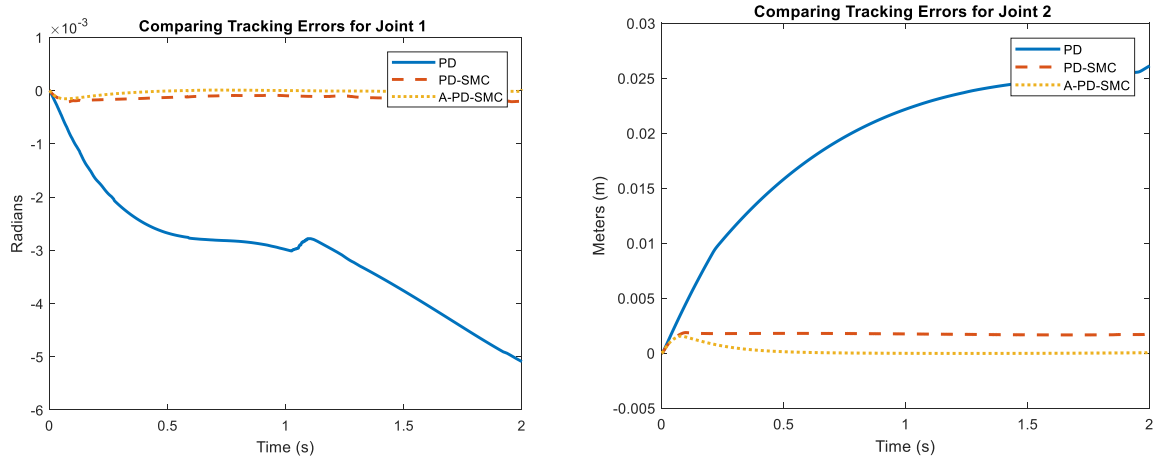 Comparing Tracking Errors for Joint 1
×10-3
1
0
-1
-2
-3
-4
-5
-6
Radians
0 0.5 1 1.5 2
Time (s)
PD
PD-SMC
A-PD-SMC
Comparing Tracking Errors for Joint 2
0.03
0.025
0.02
0.015
0.01
0.005
0
-0.005
Meters (m)
0 0.5 1 1.5 2
Time (s)
PD
PD-SMC
A-PD-SMC